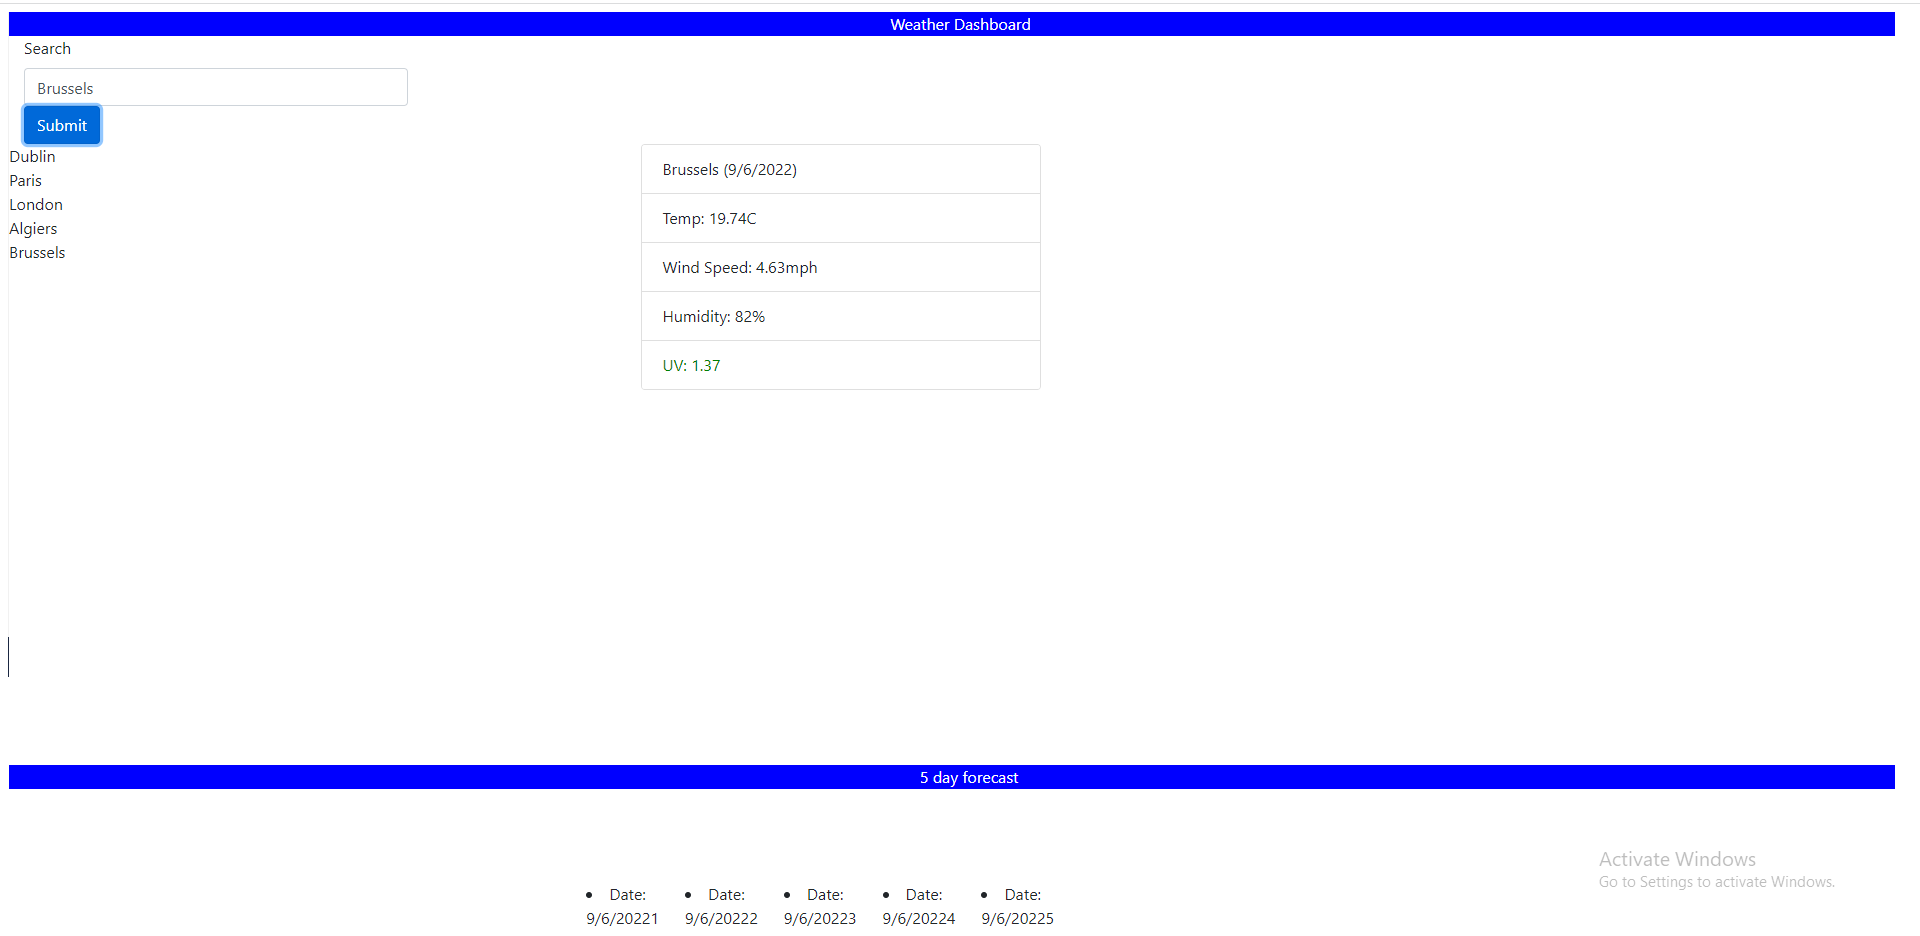 Weather Dashboard
Search
Brussels
Submit
Dublin
Paris
London
Algiers
Brussels
Brussels (9/6/2022)
Temp: 19.74C
Wind Speed: 4.63mph
Humidity: 82%
UV: 1.37
5 day forecast
Activate Windows
Go to Settings to activate Windows.
• Date: • Date: • Date: • Date: • Date:
9/6/20221 9/6/20222 9/6/20223 9/6/20224 9/6/20225